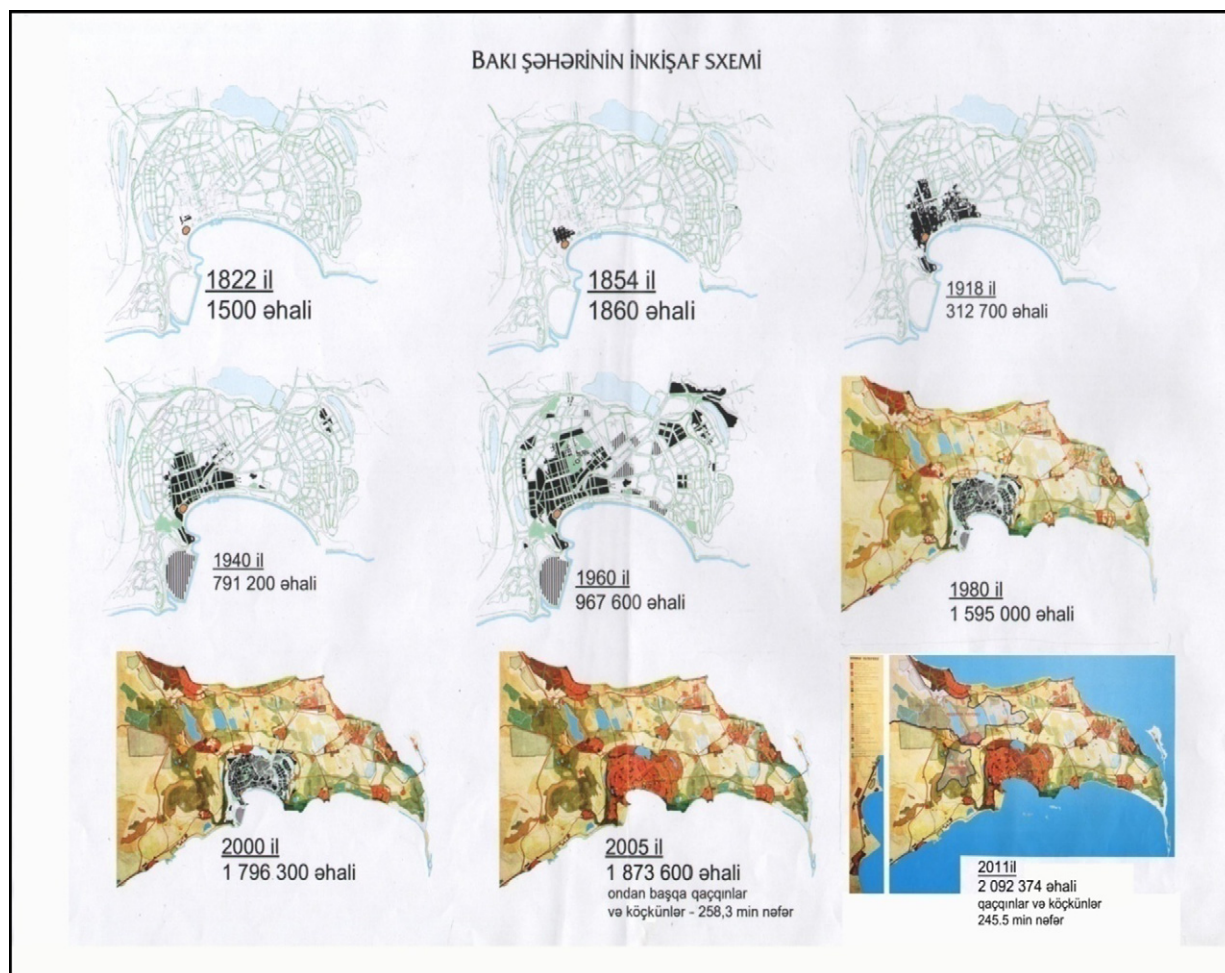 BAKI ŞƏHƏRİNİN İNKİŞAF SXEMİ
1822 il
1500 əhali
1854 il
1860 əhali
1918 il
312 700 əhali
1940 il
791 200 əhali
1960 il
967 600 əhali
1980 il
1 595 000 əhali
2000 il
1 796 300 əhali
2005 il
1 873 600 əhali
ondan başqa qaçqınlar
və köçkünlər - 258,3 min nəfər
2011il
2 092 374 əhali
qaçqınlar və köçkünlər
245.5 min nəfər